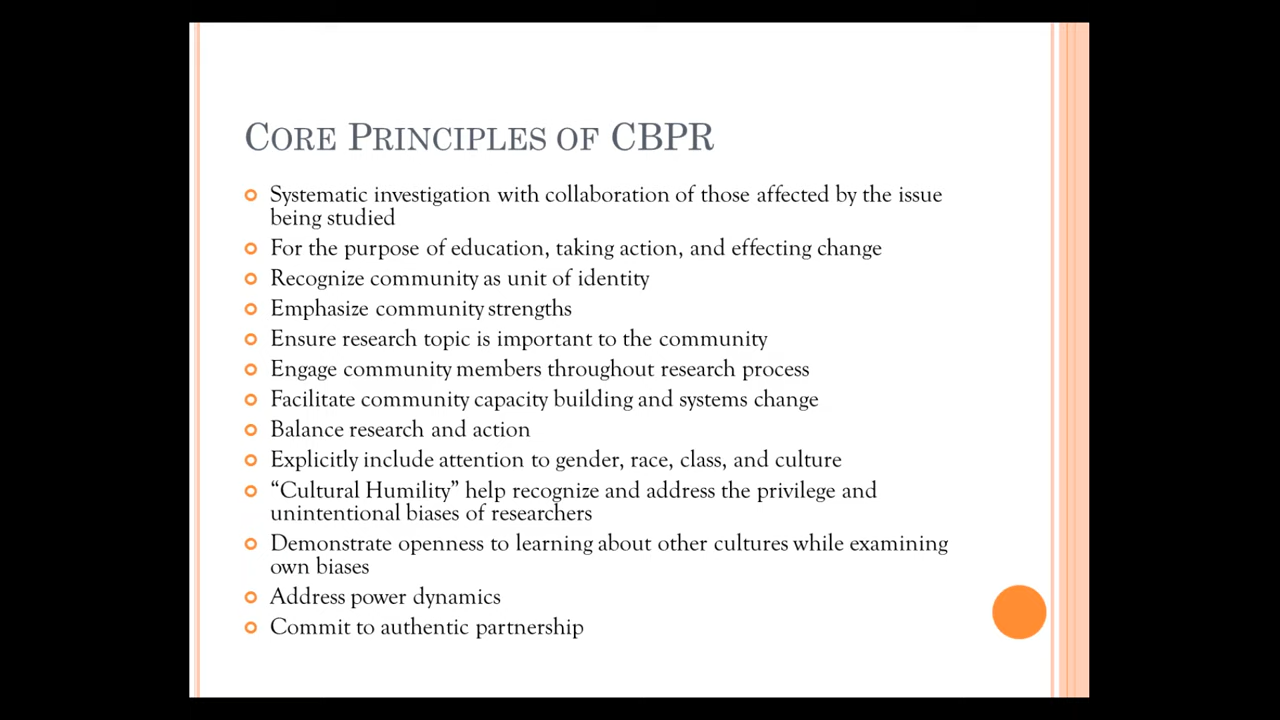 CORE PRINCIPLES OF CBPR
Systematic investigation with collaboration of those affected by the issue
being studied
For the purpose of education, taking action, and effecting change
Recognize community as unit of identity
Emphasize community strengths
Ensure research topic is important to the community
Engage community members throughout research process
Facilitate community capacity building and systems change
Balance research and action
Explicitly include attention to gender, race, class, and culture
“Cultural Humility” help recognize and address the privilege and
unintentional biases of researchers
Demonstrate openness to learning about other cultures while examining
own biases
Address power dynamics
Commit to authentic partnership